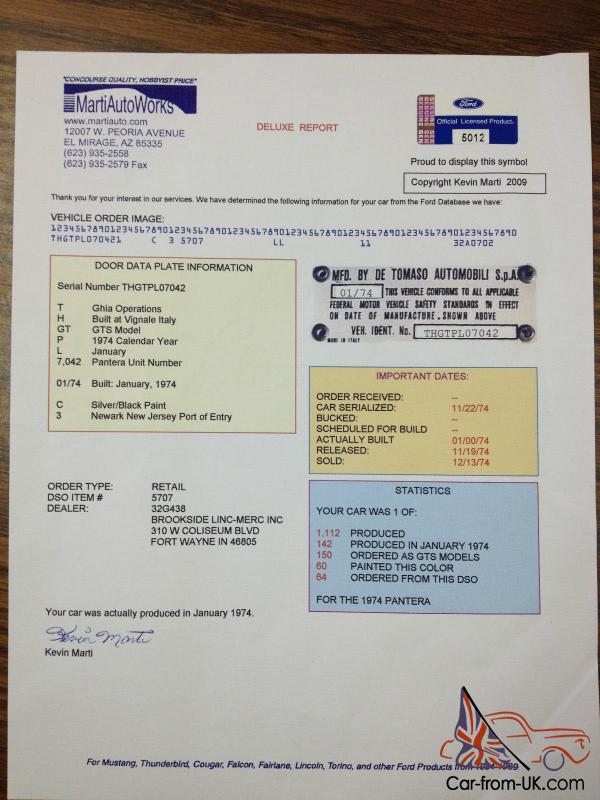 "CONCOURSE QUALITY, HOBBYIST PRICE"
MartiAutoWorks
www.martiauto.com
12007 W. PEORIA AVENUE
EL MIRAGE, AZ 85335
(623) 935-2558
(623) 935-2579 Fax
DELUXE REPORT
Ford
Official Licensed Product
5012
Proud to display this symbol
Copyright Kevin Marti 2009
Thank you for your interest in our services. We have determined the following information for your car from the Ford Database we have:
VEHICLE ORDER IMAGE:
12345678901234567890123456789012345678901234567890123456789012345678901234567890
THGTPL070421 C 3 5707 LL 11 32A0702
DOOR DATA PLATE INFORMATION
Serial Number THGTPL07042
T Ghia Operations
H Built at Vignale Italy
GT GTS Model
P 1974 Calendar Year
L January
7,042 Pantera Unit Number
01/74 Built: January, 1974
C Silver/Black Paint
3 Newark New Jersey Port of Entry
MFD. BY DE TOMASO AUTOMOBILI S.p.A.
01/74 THIS VEHICLE CONFORMS TO ALL APPLICABLE
FEDERAL MOTOR VEHICLE SAFETY STANDARDS IN EFFECT
ON DATE OF MANUFACTURE, SHOWN ABOVE
VEH. IDENT. No. THGTPL07042
MADE IN ITALY
IMPORTANT DATES:
ORDER RECEIVED: --
CAR SERIALIZED: 11/22/74
BUCKED: --
SCHEDULED FOR BUILD --
ACTUALLY BUILT 01/00/74
RELEASED: 11/19/74
SOLD: 12/13/74
ORDER TYPE: RETAIL
DSO ITEM # 5707
DEALER: 32G438
BROOKSIDE LINC-MERC INC
310 W COLISEUM BLVD
FORT WAYNE IN 46805
STATISTICS
YOUR CAR WAS 1 OF:
1,112 PRODUCED
142 PRODUCED IN JANUARY 1974
150 ORDERED AS GTS MODELS
60 PAINTED THIS COLOR
64 ORDERED FROM THIS DSO
FOR THE 1974 PANTERA
Your car was actually produced in January 1974.
Kevin Marti
Kevin Marti
For Mustang, Thunderbird, Cougar, Falcon, Fairlane, Lincoln, Torino, and other Ford Products from
Car-from-UK.com